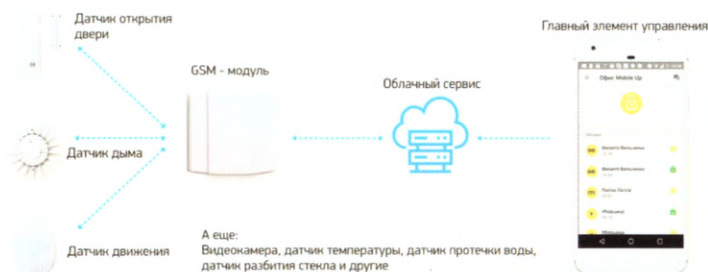 Датчик открытия
двери
Главный элемент управления
GSM - модуль
Облачный сервис
Офис Mobile Up
Датчик дыма
Датчик движения
А еще:
Видеокамера, датчик температуры, датчик протечки воды,
датчик разбития стекла и другие